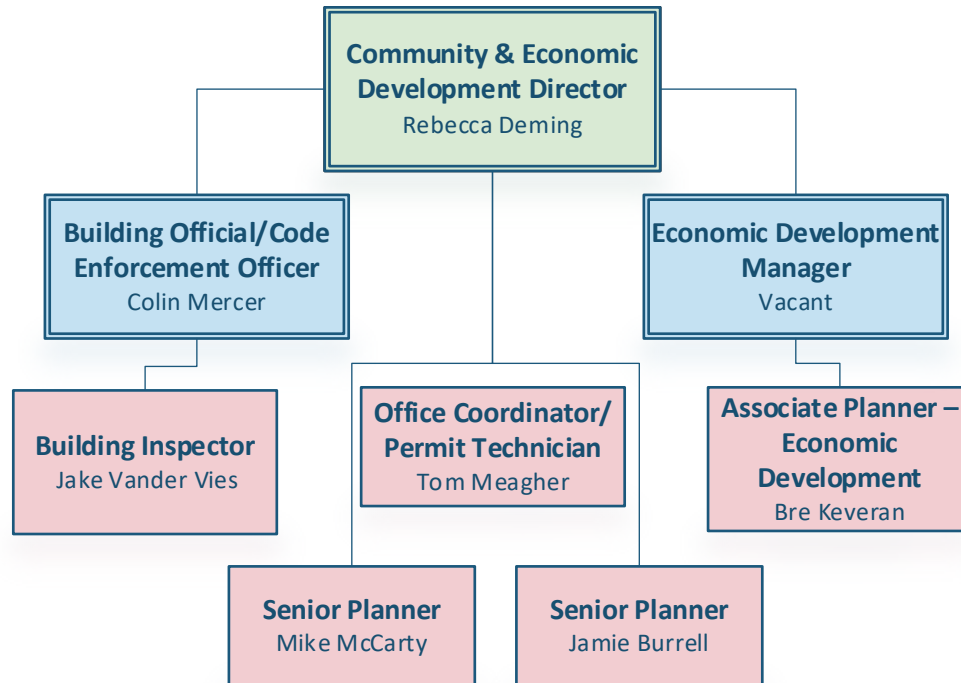 Community & Economic
Development Director
Rebecca Deming
Building Official/Code
Enforcement Officer
Colin Mercer
Economic Development
Manager
Vacant
Building Inspector
Jake Vander Vies
Office Coordinator/
Permit Technician
Tom Meagher
Associate Planner –
Economic
Development
Bre Keveran
Senior Planner
Mike McCarty
Senior Planner
Jamie Burrell